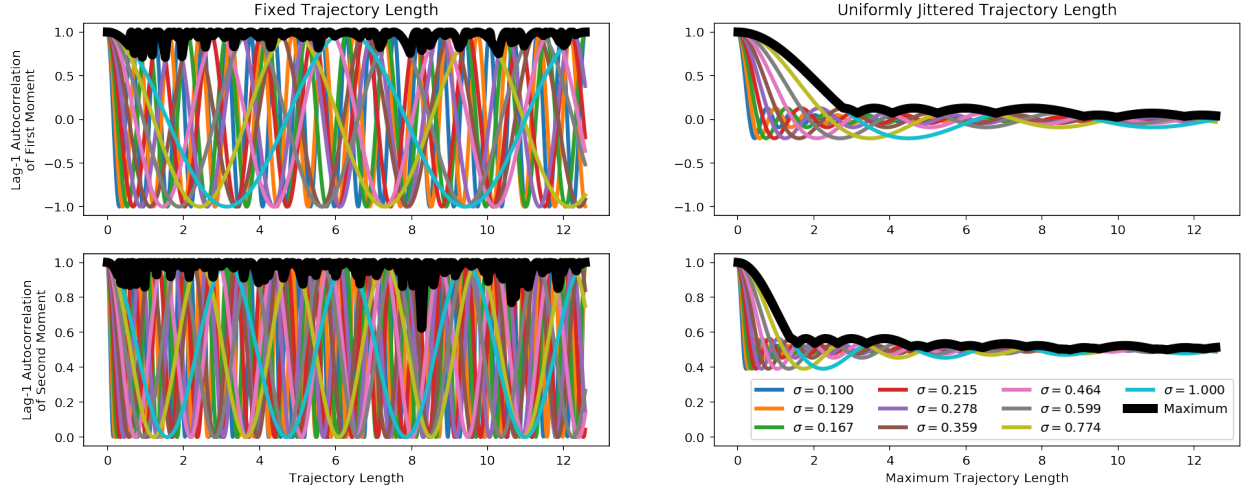 Fixed Trajectory Length
Lag-1 Autocorrelation
of First Moment
1.0
0.5
0.0
−0.5
−1.0
0 2 4 6 8 10 12
Uniformly Jittered Trajectory Length
1.0
0.5
0.0
−0.5
−1.0
0 2 4 6 8 10 12
Lag-1 Autocorrelation
of Second Moment
1.0
0.8
0.6
0.4
0.2
0.0
0 2 4 6 8 10 12
Trajectory Length
1.0
0.8
0.6
0.4
0.2
0.0
σ = 0.100 σ = 0.215 σ = 0.464 σ = 1.000
σ = 0.129 σ = 0.278 σ = 0.599 Maximum
σ = 0.167 σ = 0.359 σ = 0.774
0 2 4 6 8 10 12
Maximum Trajectory Length